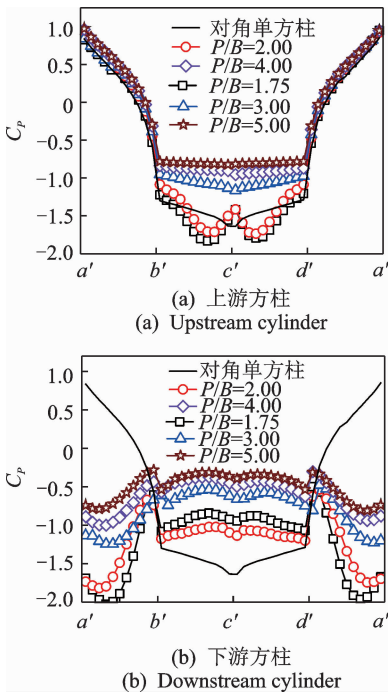 (a)
1.0
0.5
0
−0.5
−1.0
−1.5
−2.0
C_P
对角单方柱
P/B=2.00
P/B=4.00
P/B=1.75
P/B=3.00
P/B=5.00
a′ b′ c′ d′ a′
(a) 上游方柱
(a) Upstream cylinder
(b)
1.0
0.5
0
−0.5
−1.0
−1.5
−2.0
C_P
对角单方柱
P/B=2.00
P/B=4.00
P/B=1.75
P/B=3.00
P/B=5.00
a′ b′ c′ d′ a′
(b) 下游方柱
(b) Downstream cylinder